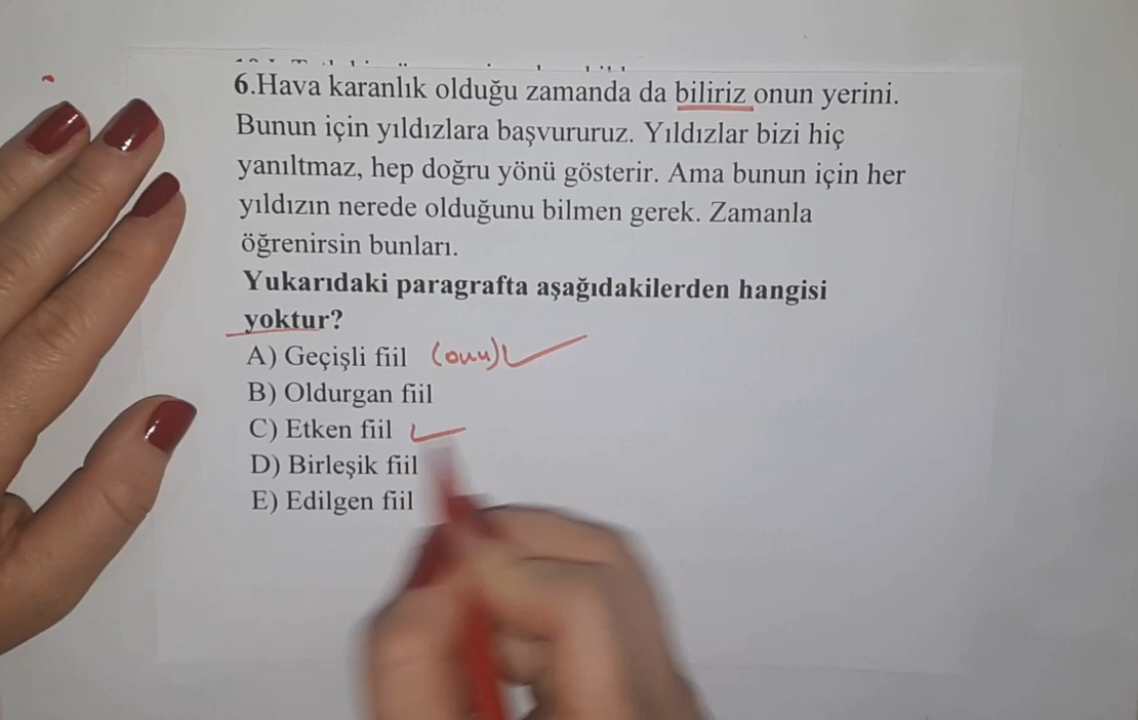 6.Hava karanlık olduğu zamanda da biliriz onun yerini.
Bunun için yıldızlara başvururuz. Yıldızlar bizi hiç
yanıltmaz, hep doğru yönü gösterir. Ama bunun için her
yıldızın nerede olduğunu bilmen gerek. Zamanla
öğrenirsin bunları.
Yukarıdaki paragrafta aşağıdakilerden hangisi
yoktur?
A) Geçişli fiil (onu)
B) Oldurgan fiil
C) Etken fiil
D) Birleşik fiil
E) Edilgen fiil